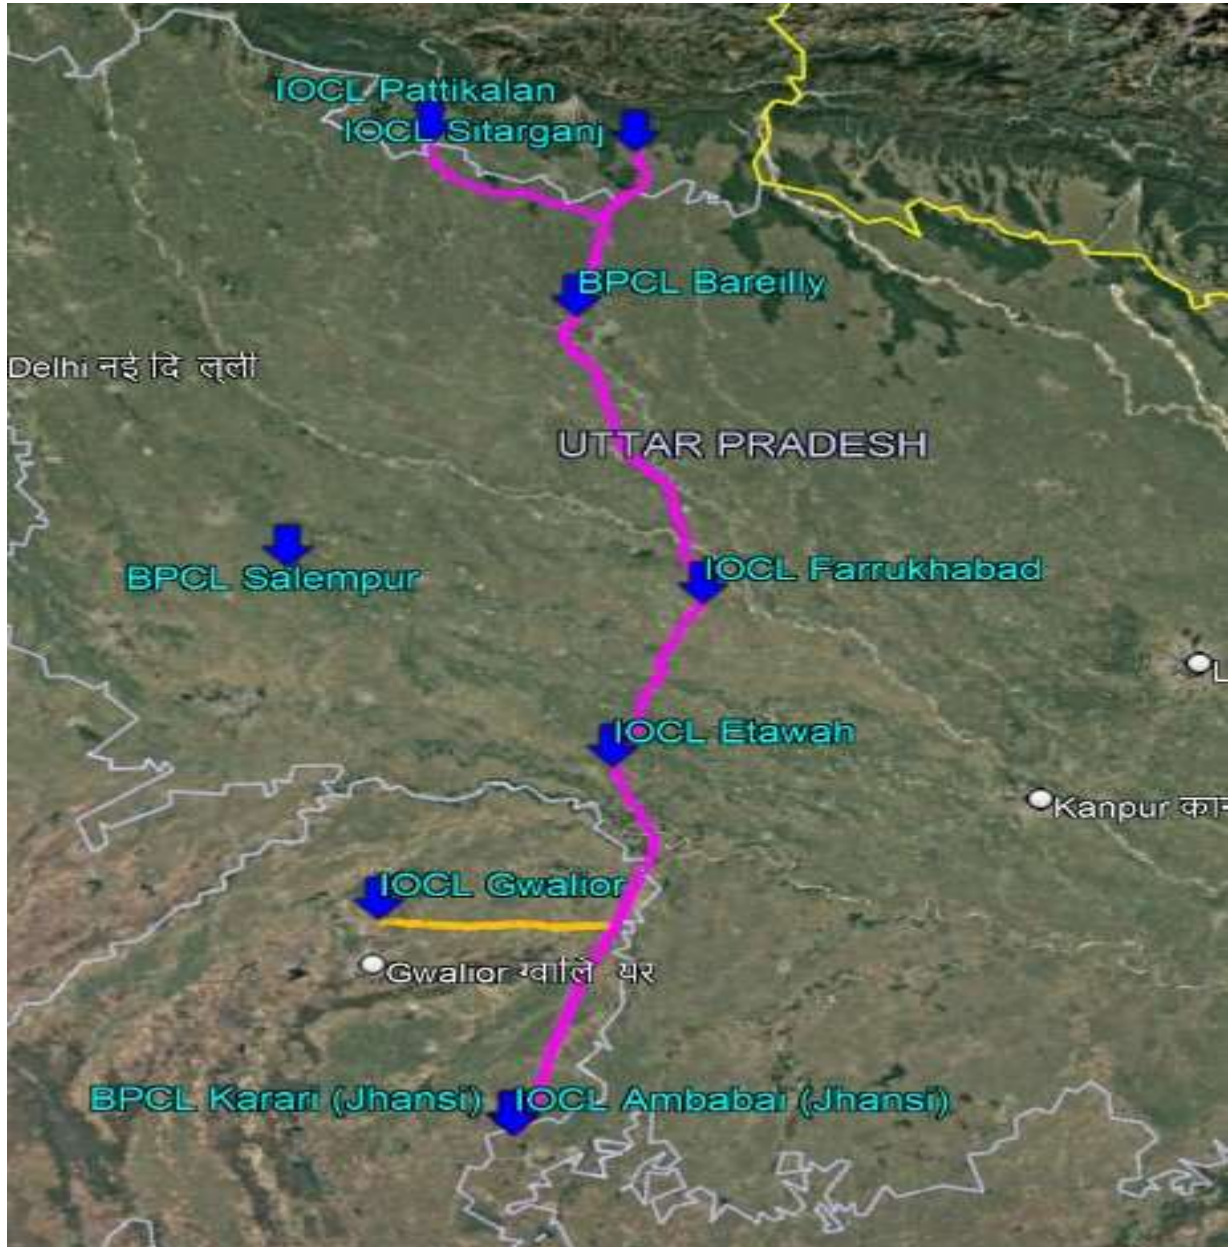 IOCL Pattikalan
IOCL Sitarganj
BPCL Bareilly
Delhi नई दि ल्ली
UTTAR PRADESH
BPCL Salempur
IOCL Farrukhabad
L
IOCL Etawah
Kanpur कान
IOCL Gwalior
Gwalior ग्वालि यर
BPCL Karari (Jhansi)
IOCL Ambabai (Jhansi)